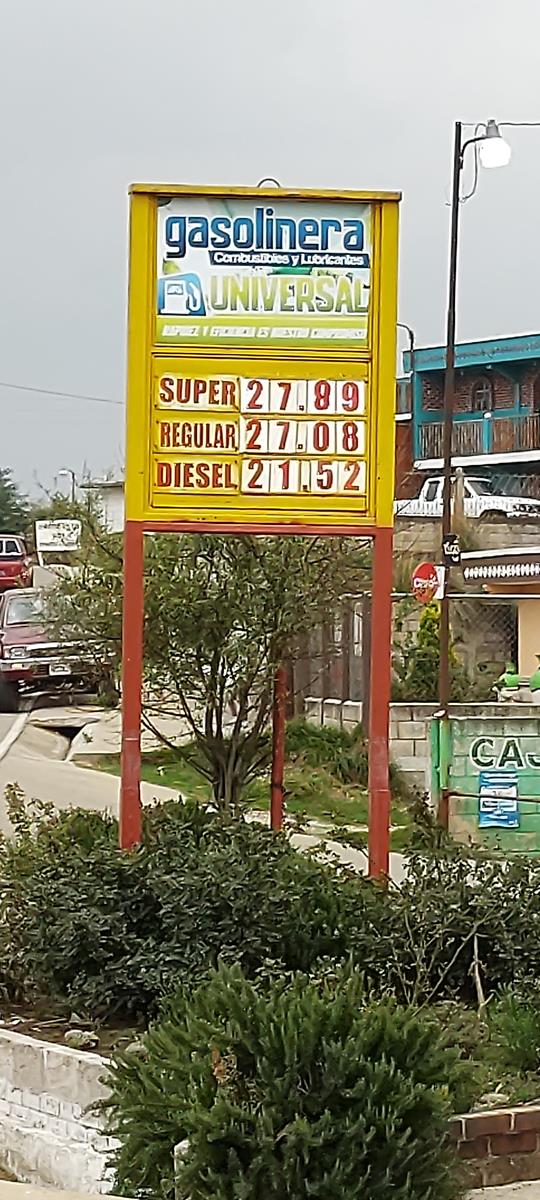 gasolinera
Combustibles y Lubricantes
UNIVERSAL
SUPER 27.89
REGULAR 27.08
DIESEL 21.52
CAJ